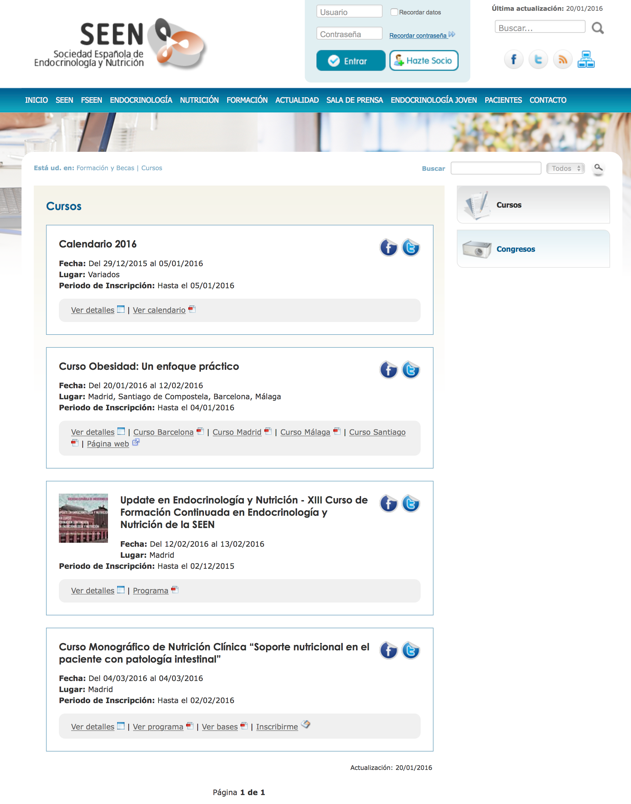 SEEN
Sociedad Española de
Endocrinología y Nutrición
Usuario
Recordar datos
Contraseña
Recordar contraseña
Entrar
Hazte Socio
Última actualización: 20/01/2016
Buscar...
INICIO SEEN FSEEN ENDOCRINOLOGÍA NUTRICIÓN FORMACIÓN ACTUALIDAD SALA DE PRENSA ENDOCRINOLOGÍA JOVEN PACIENTES CONTACTO
Está ud. en: Formación y Becas | Cursos
Buscar
Todos
Cursos
Cursos
Congresos
Calendario 2016
Fecha: Del 29/12/2015 al 05/01/2016
Lugar: Variados
Periodo de Inscripción: Hasta el 05/01/2016
Ver detalles | Ver calendario
Curso Obesidad: Un enfoque práctico
Fecha: Del 20/01/2016 al 12/02/2016
Lugar: Madrid, Santiago de Compostela, Barcelona, Málaga
Periodo de Inscripción: Hasta el 04/01/2016
Ver detalles | Curso Barcelona | Curso Madrid | Curso Málaga | Curso Santiago
| Página web
Update en Endocrinología y Nutrición - XIII Curso de
Formación Continuada en Endocrinología y
Nutrición de la SEEN
Fecha: Del 12/02/2016 al 13/02/2016
Lugar: Madrid
Periodo de Inscripción: Hasta el 02/12/2015
Ver detalles | Programa
Curso Monográfico de Nutrición Clínica "Soporte nutricional en el
paciente con patología intestinal"
Fecha: Del 04/03/2016 al 04/03/2016
Lugar: Madrid
Periodo de Inscripción: Hasta el 02/02/2016
Ver detalles | Ver programa | Ver bases | Inscribirme
Actualización: 20/01/2016
Página 1 de 1